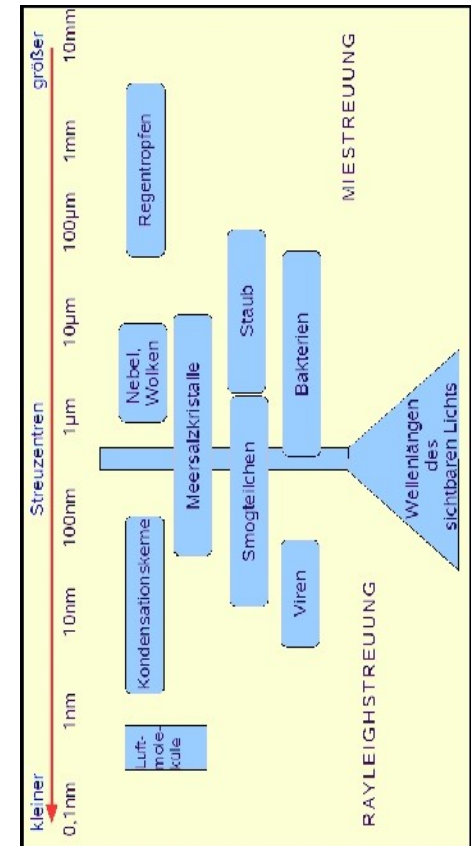 kleiner
Streuzentren
größer
0,1nm
1nm
10nm
100nm
1µm
10µm
100µm
1mm
10mm
Luft-
mole-
küle
Kondensationskerne
Nebel,
Wolken
Regentropfen
Meersalzkristalle
Smogteilchen
Staub
Viren
Bakterien
RAYLEIGHSTREUUNG
MIESTREUUNG
Wellenlängen
des
sichtbaren Lichts